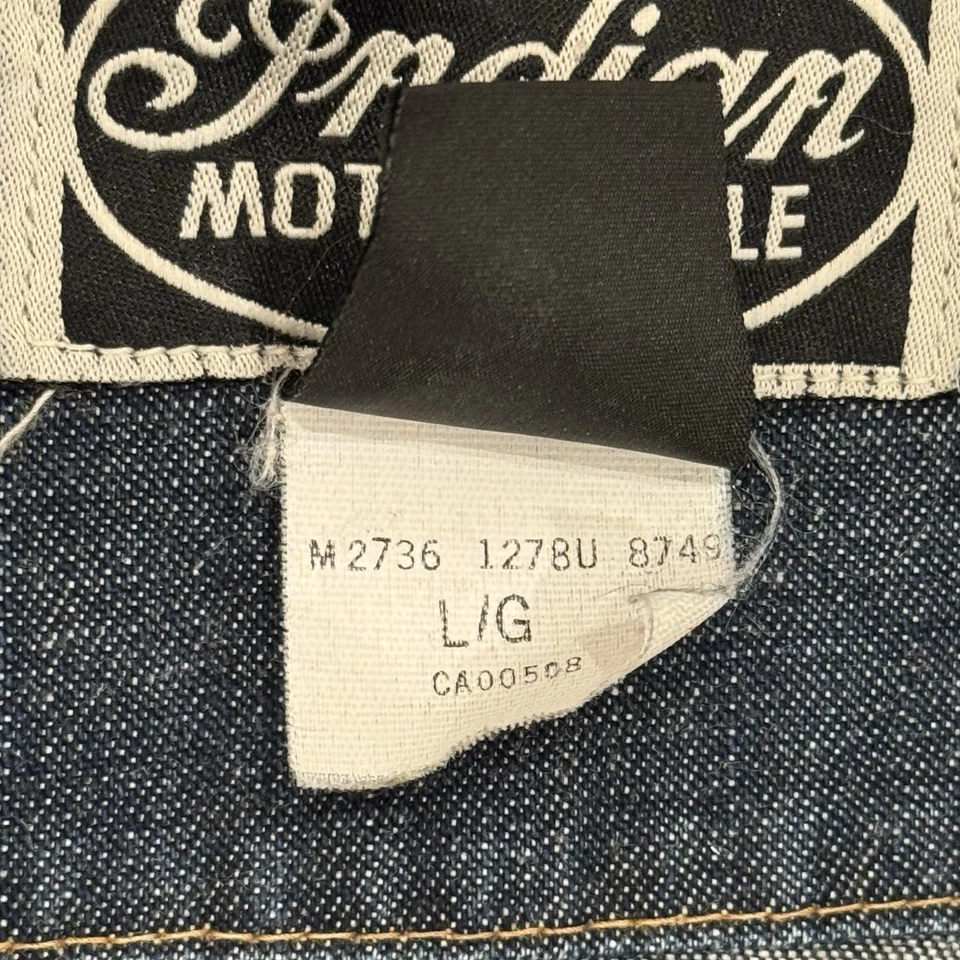 Indian
MOT LE
M2736 1278U 8749
L/G
CA00508